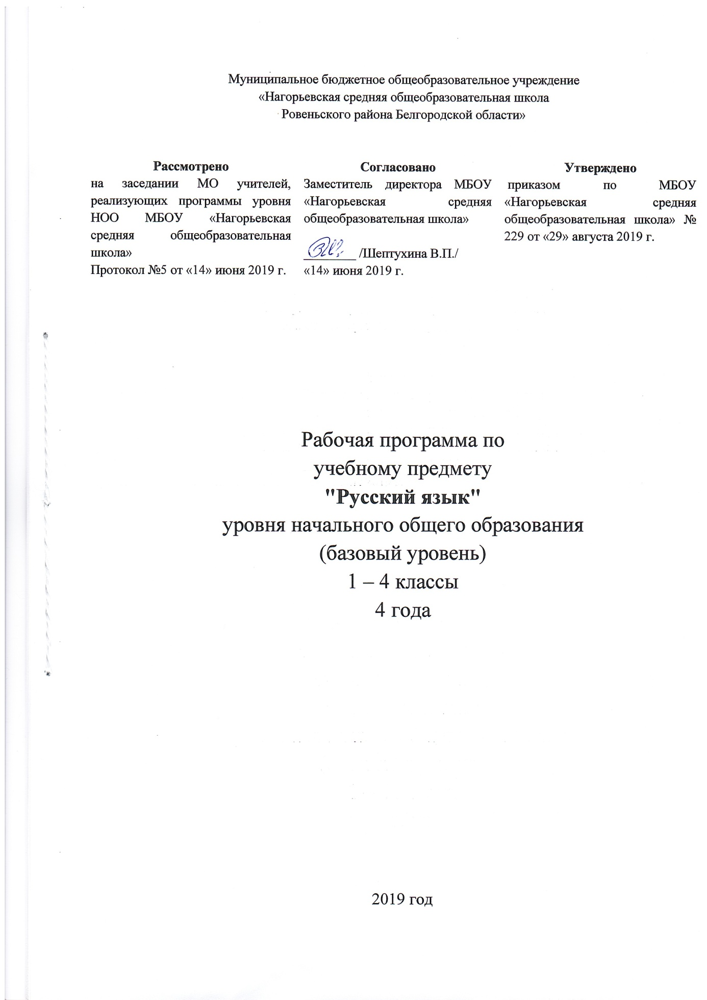 Муниципальное бюджетное общеобразовательное учреждение
«Нагорьевская средняя общеобразовательная школа
Ровеньского района Белгородской области»
Рассмотрено
на заседании МО учителей,
реализующих программы уровня
НОО МБОУ «Нагорьевская
средняя общеобразовательная
школа»
Протокол №5 от «14» июня 2019 г.
Согласовано
Заместитель директора МБОУ
«Нагорьевская средняя
общеобразовательная школа»
________ /Шептухина В.П./
«14» июня 2019 г.
Утверждено
приказом по МБОУ
«Нагорьевская средняя
общеобразовательная школа» №
229 от «29» августа 2019 г.
Рабочая программа по
учебному предмету
"Русский язык"
уровня начального общего образования
(базовый уровень)
1 – 4 классы
4 года
2019 год